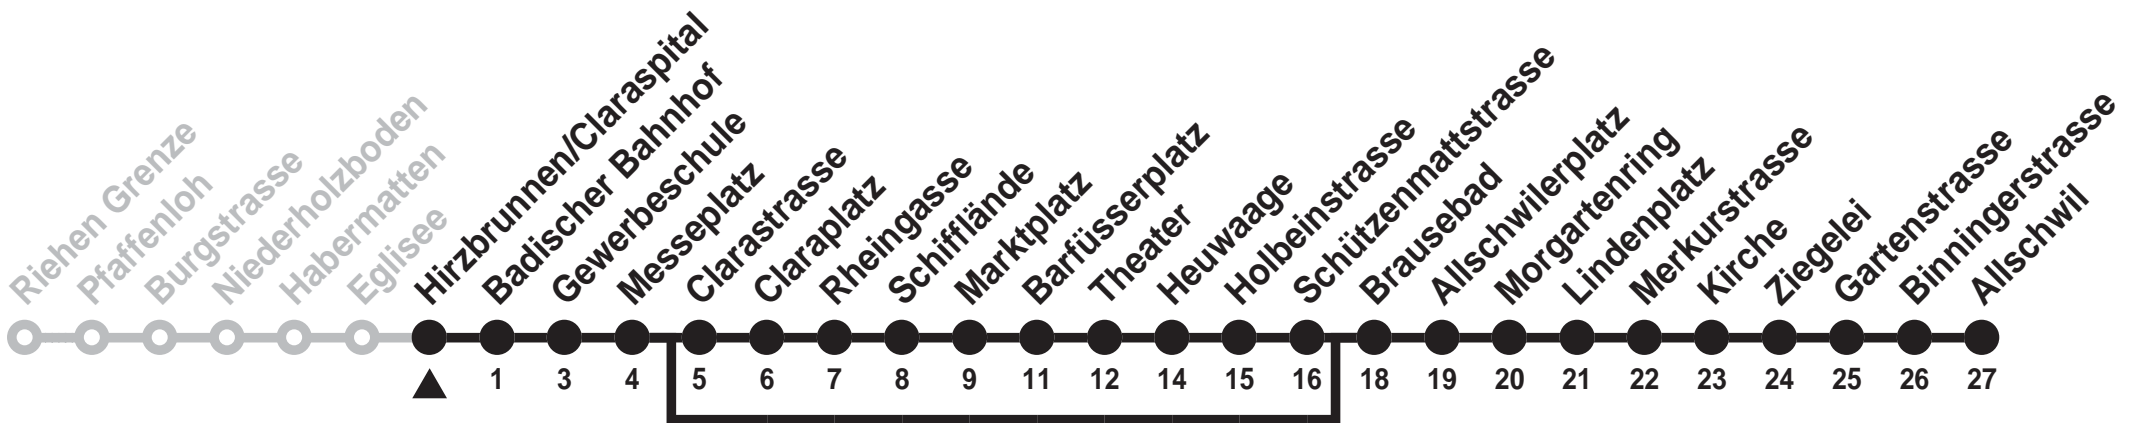 Riehen Grenze
Pfaffenloh
Burgstrasse
Niederholzboden
Habermatten
Eglisee
Hirzbrunnen/Claraspital
Badischer Bahnhof
Gewerbeschule
Messeplatz
Clarastrasse
Claraplatz
Rheingasse
Schifflände
Marktplatz
Barfüsserplatz
Theater
Heuwaage
Holbeinstrasse
Schützenmattstrasse
Brausebad
Allschwilerplatz
Morgartenring
Lindenplatz
Merkurstrasse
Kirche
Ziegelei
Gartenstrasse
Binningerstrasse
Allschwil
1 3 4 5 6 7 8 9 11 12 14 15 16 18 19 20 21 22 23 24 25 26 27